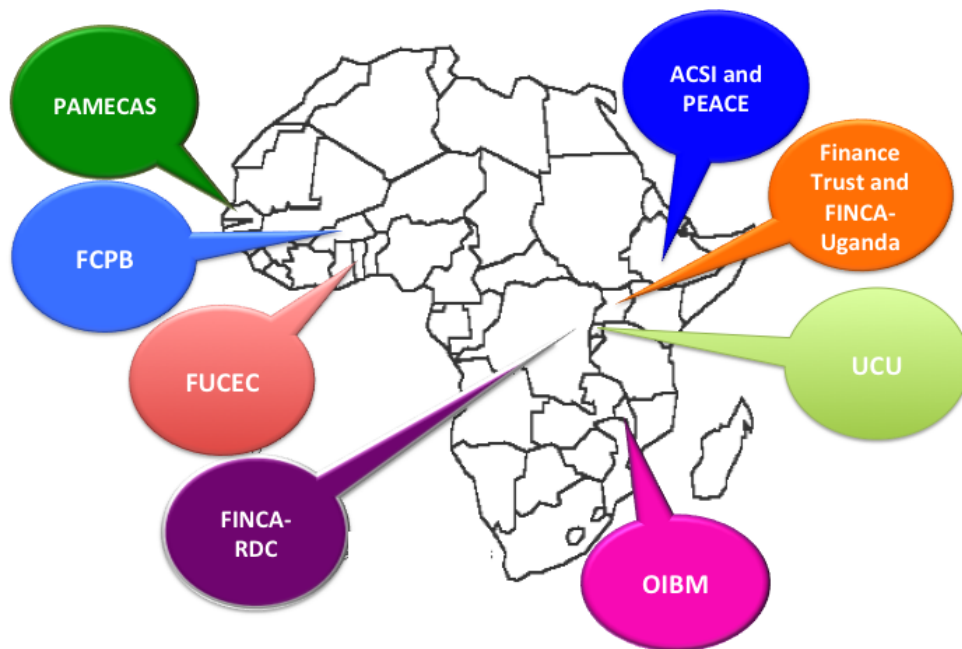 PAMECAS
ACSI and
PEACE
Finance
Trust and
FINCA-
Uganda
FCPB
FUCEC
UCU
FINCA-
RDC
OIBM